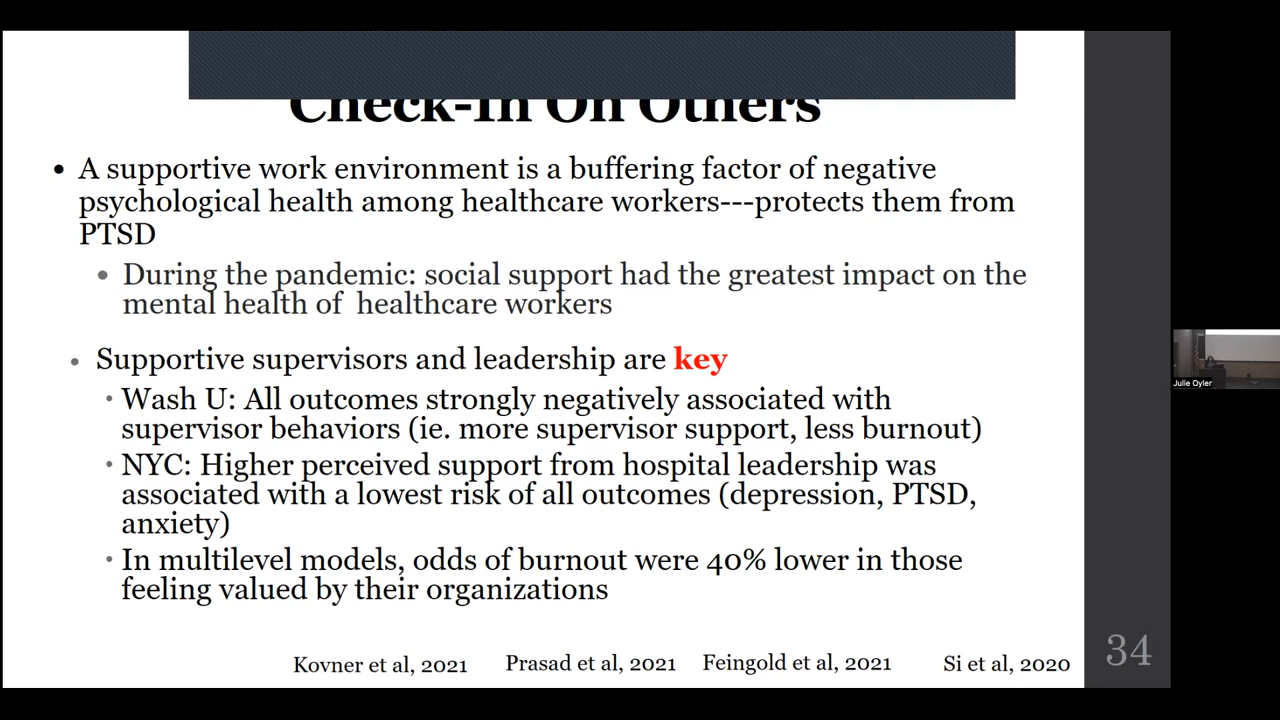 Check-In On Others
• A supportive work environment is a buffering factor of negative
psychological health among healthcare workers---protects them from
PTSD
• During the pandemic: social support had the greatest impact on the
mental health of  healthcare workers
• Supportive supervisors and leadership are key
• Wash U: All outcomes strongly negatively associated with
supervisor behaviors (ie. more supervisor support, less burnout)
• NYC: Higher perceived support from hospital leadership was
associated with a lowest risk of all outcomes (depression, PTSD,
anxiety)
• In multilevel models, odds of burnout were 40% lower in those
feeling valued by their organizations
Kovner et al, 2021 Prasad et al, 2021 Feingold et al, 2021 Si et al, 2020
34
Julie Oyler